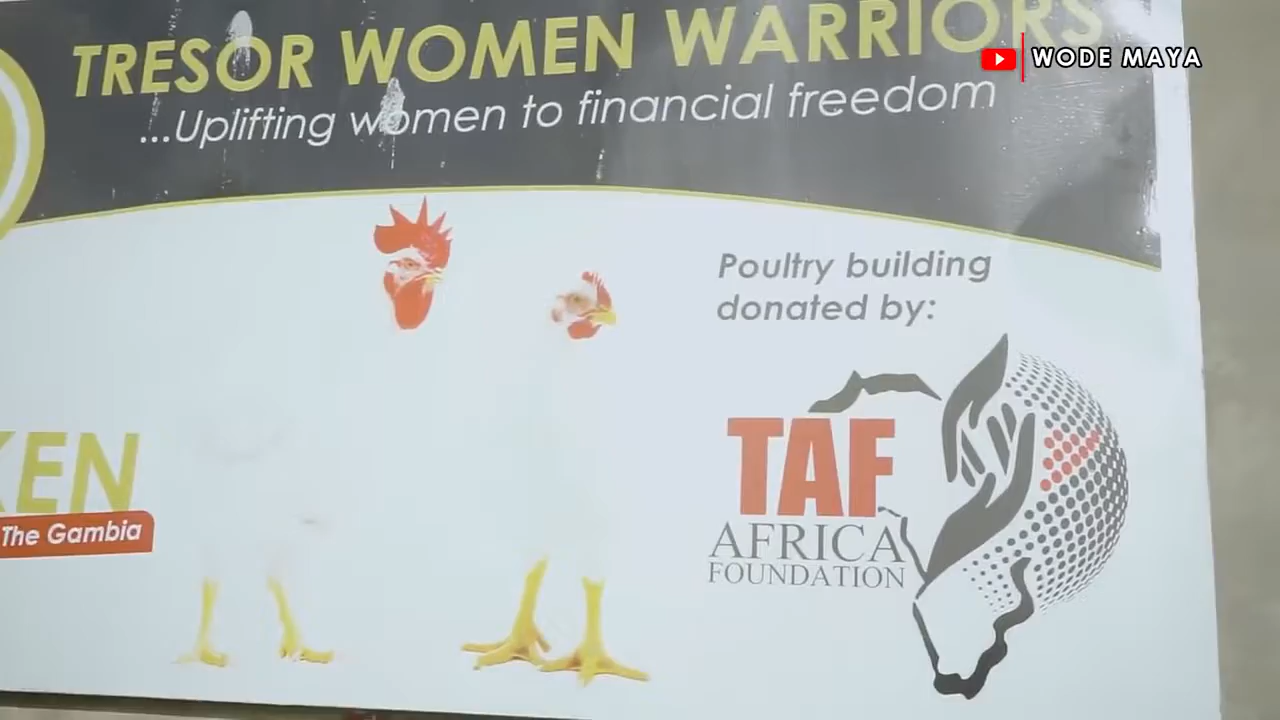 TRESOR WOMEN WARRIORS
WODE MAYA
...Uplifting women to financial freedom
Poultry building
donated by:
KEN
The Gambia
TAF
AFRICA
FOUNDATION